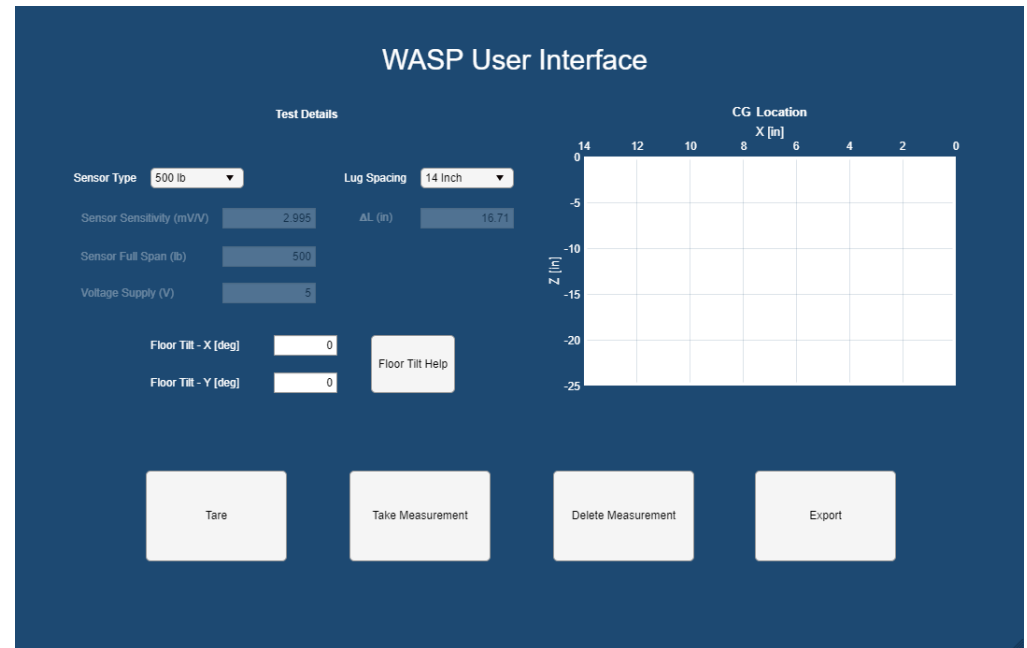 WASP User Interface
Test Details
Sensor Type 500 lb Lug Spacing 14 Inch
Sensor Sensitivity (mV/V) 2.995 ΔL (in) 16.71
Sensor Full Span (lb) 500
Voltage Supply (V) 5
Floor Tilt - X [deg] 0
Floor Tilt - Y [deg] 0
Floor Tilt Help
CG Location
X [in]
14 12 10 8 6 4 2 0
0
-5
-10
Z [in]
-15
-20
-25
Tare Take Measurement Delete Measurement Export